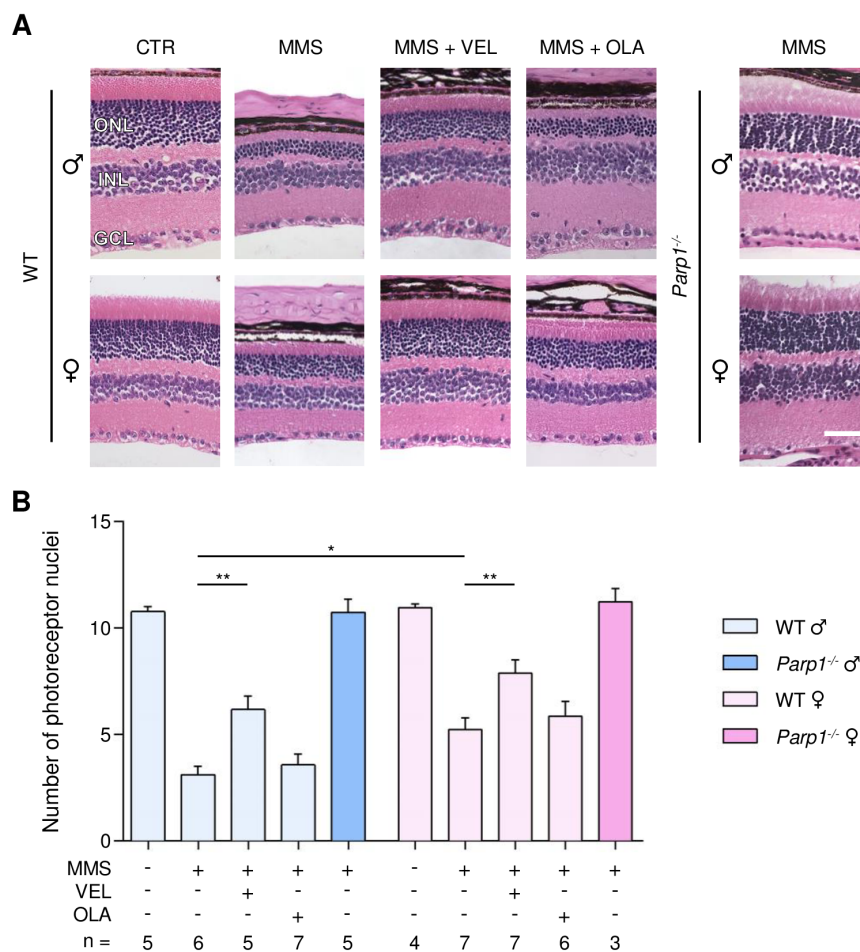 A
CTR MMS MMS + VEL MMS + OLA MMS
WT
♂
ONL
INL
GCL
♀
Parp1-/-
♂
♀
B
Number of photoreceptor nuclei
15
10
5
0
* 
** **
WT ♂
Parp1-/- ♂
WT ♀
Parp1-/- ♀
MMS - + + + + - + + + +
VEL - - + - - - - + - -
OLA - - - + - - - - + -
n = 5 6 5 7 5 4 7 7 6 3